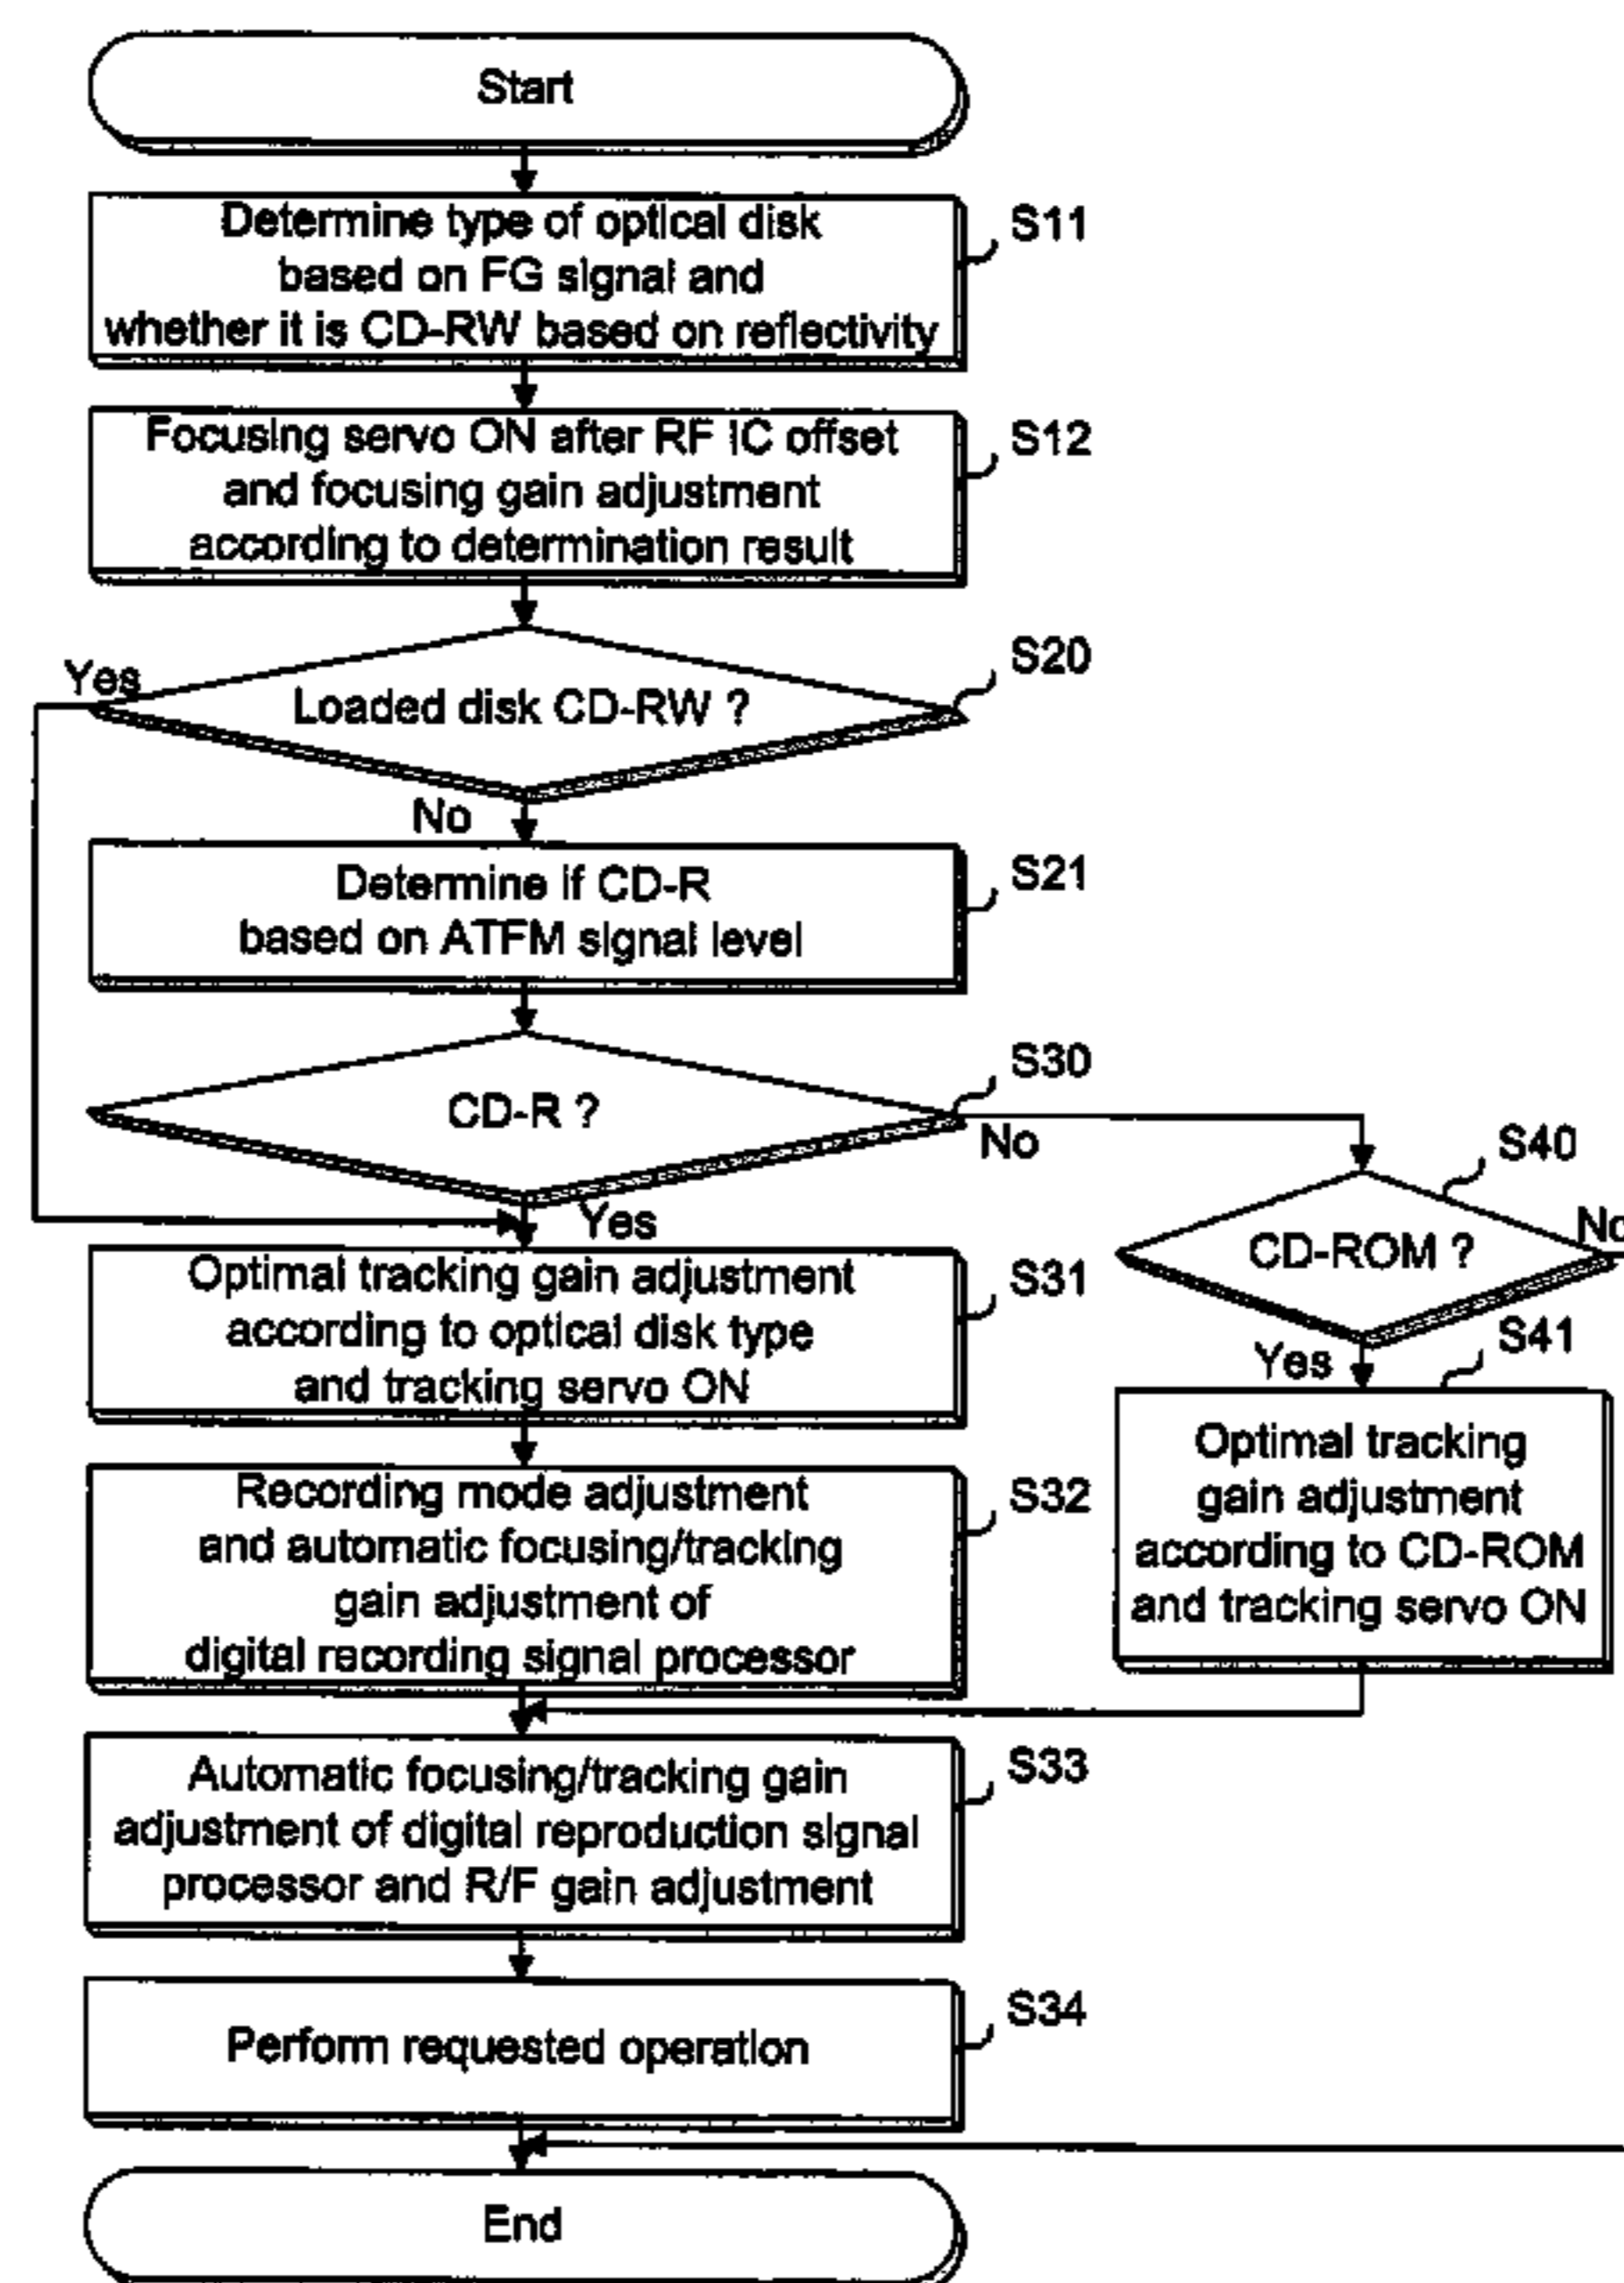 Start
Determine type of optical disk
based on FG signal and
whether it is CD-RW based on reflectivity
S11
Focusing servo ON after RF IC offset
and focusing gain adjustment
according to determination result
S12
Yes
Loaded disk CD-RW ?
S20
No
Determine if CD-R
based on ATFM signal level
S21
CD-R ?
S30
No
Yes
S40
CD-ROM ?
No
Yes
S41
Optimal tracking gain adjustment
according to optical disk type
and tracking servo ON
S31
Optimal tracking
gain adjustment
according to CD-ROM
and tracking servo ON
Recording mode adjustment
and automatic focusing/tracking
gain adjustment of
digital recording signal processor
S32
Automatic focusing/tracking gain
adjustment of digital reproduction signal
processor and R/F gain adjustment
S33
Perform requested operation
S34
End